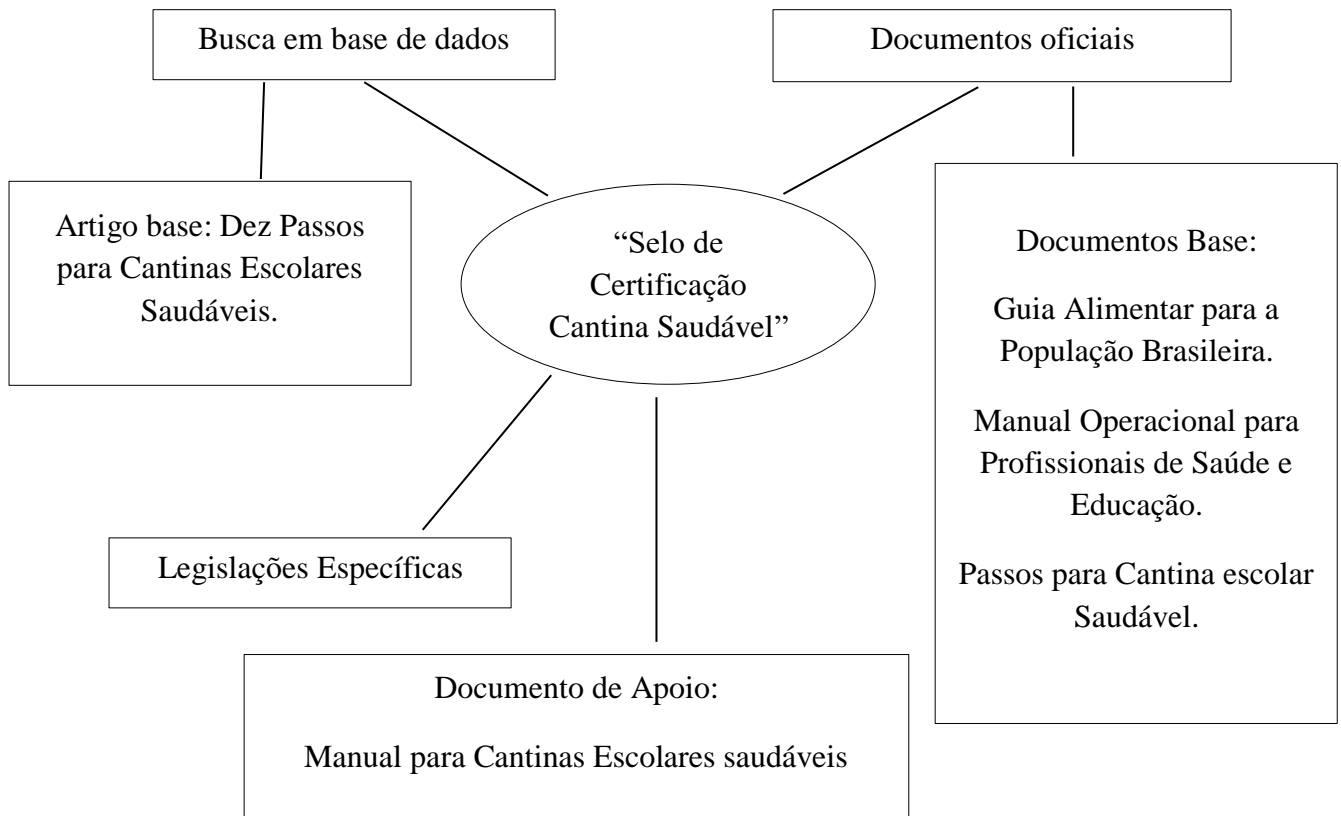 Busca em base de dados
Documentos oficiais
Artigo base: Dez Passos
para Cantinas Escolares
Saudáveis.
“Selo de
Certificação
Cantina Saudável”
Documentos Base:
Guia Alimentar para a
População Brasileira.
Manual Operacional para
Profissionais de Saúde e
Educação.
Passos para Cantina escolar
Saudável.
Legislações Específicas
Documento de Apoio:
Manual para Cantinas Escolares saudáveis